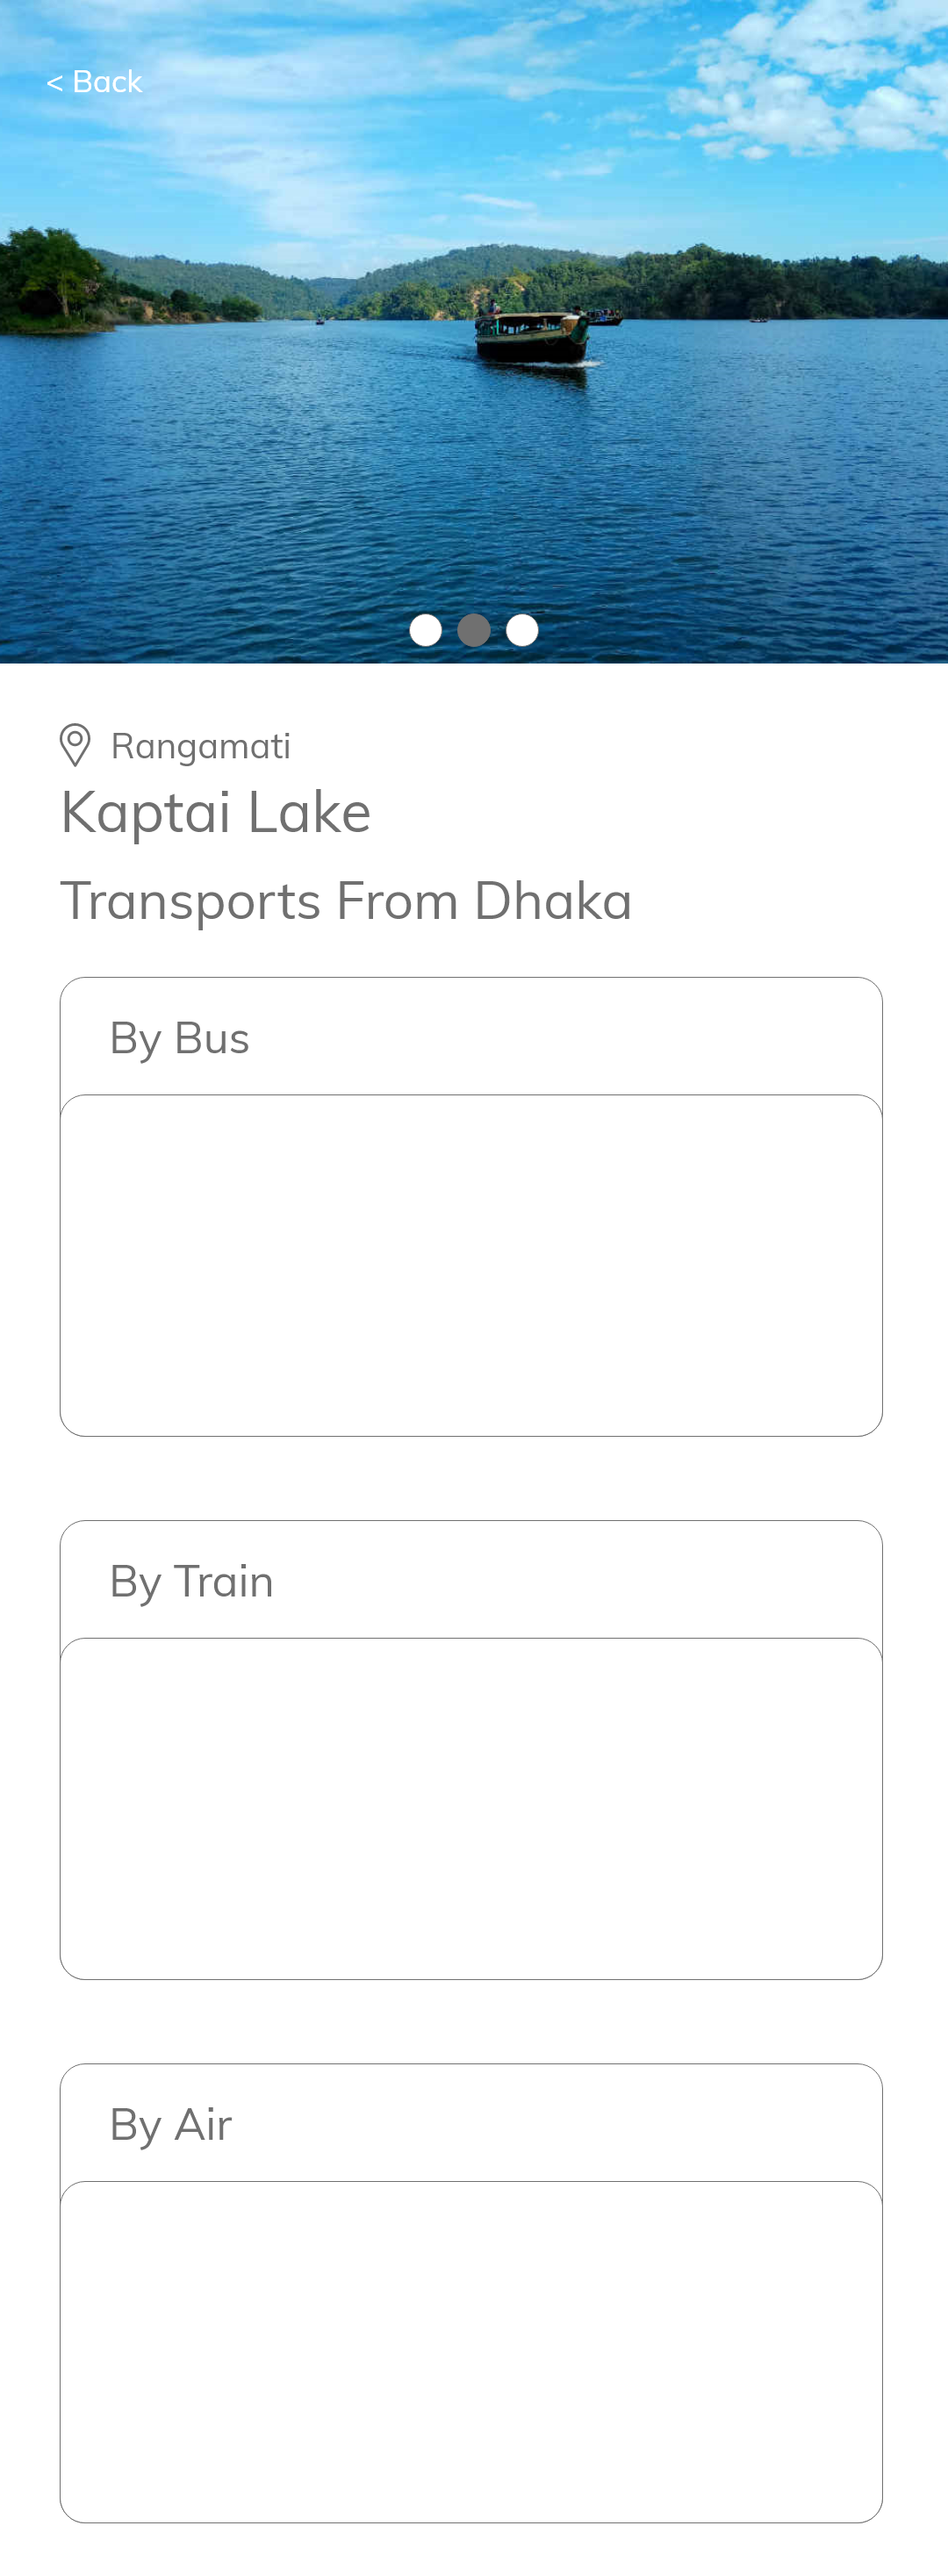 < Back
Rangamati
Kaptai Lake
Transports From Dhaka
By Bus
By Train
By Air